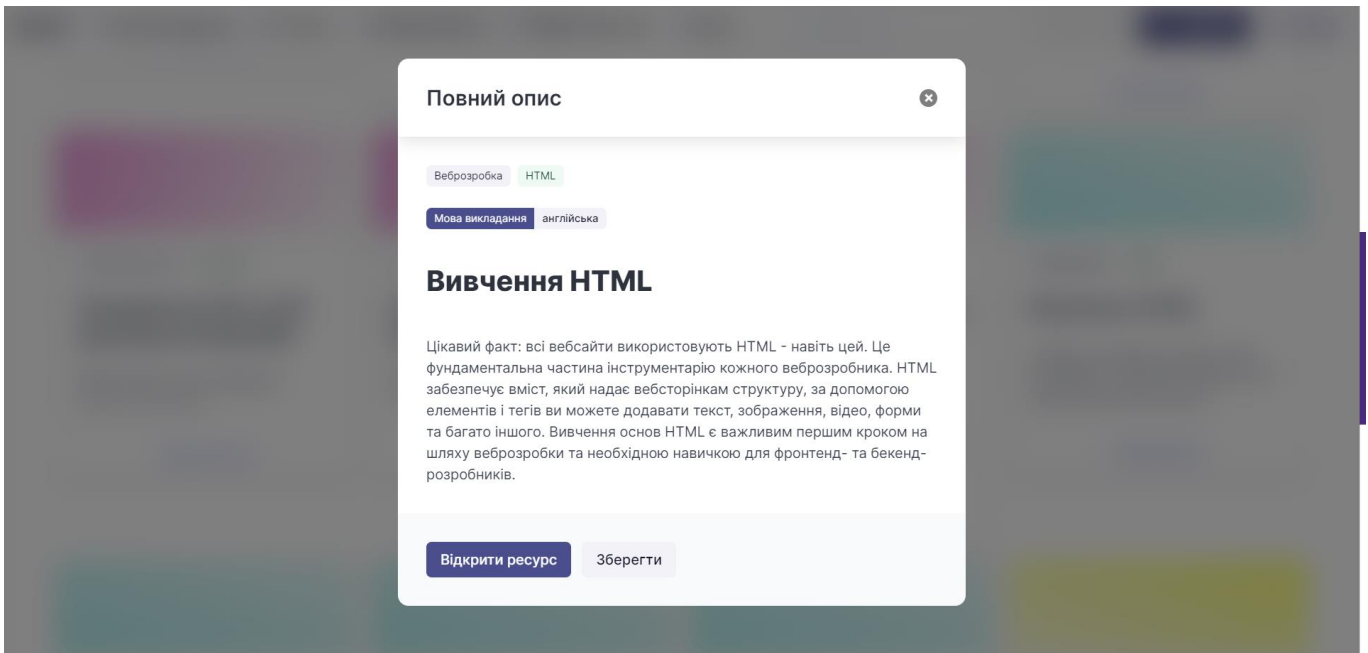 Повний опис
Веброзробка HTML
Мова викладання англійська
Вивчення HTML
Цікавий факт: всі вебсайти використовують HTML - навіть цей. Це
фундаментальна частина інструментарію кожного веброзробника. HTML
забезпечує вміст, який надає вебсторінкам структуру, за допомогою
елементів і тегів ви можете додавати текст, зображення, відео, форми
та багато іншого. Вивчення основ HTML є важливим першим кроком на
шляху веброзробки та необхідною навичкою для фронтенд- та бекенд-
розробників.
Відкрити ресурс Зберегти